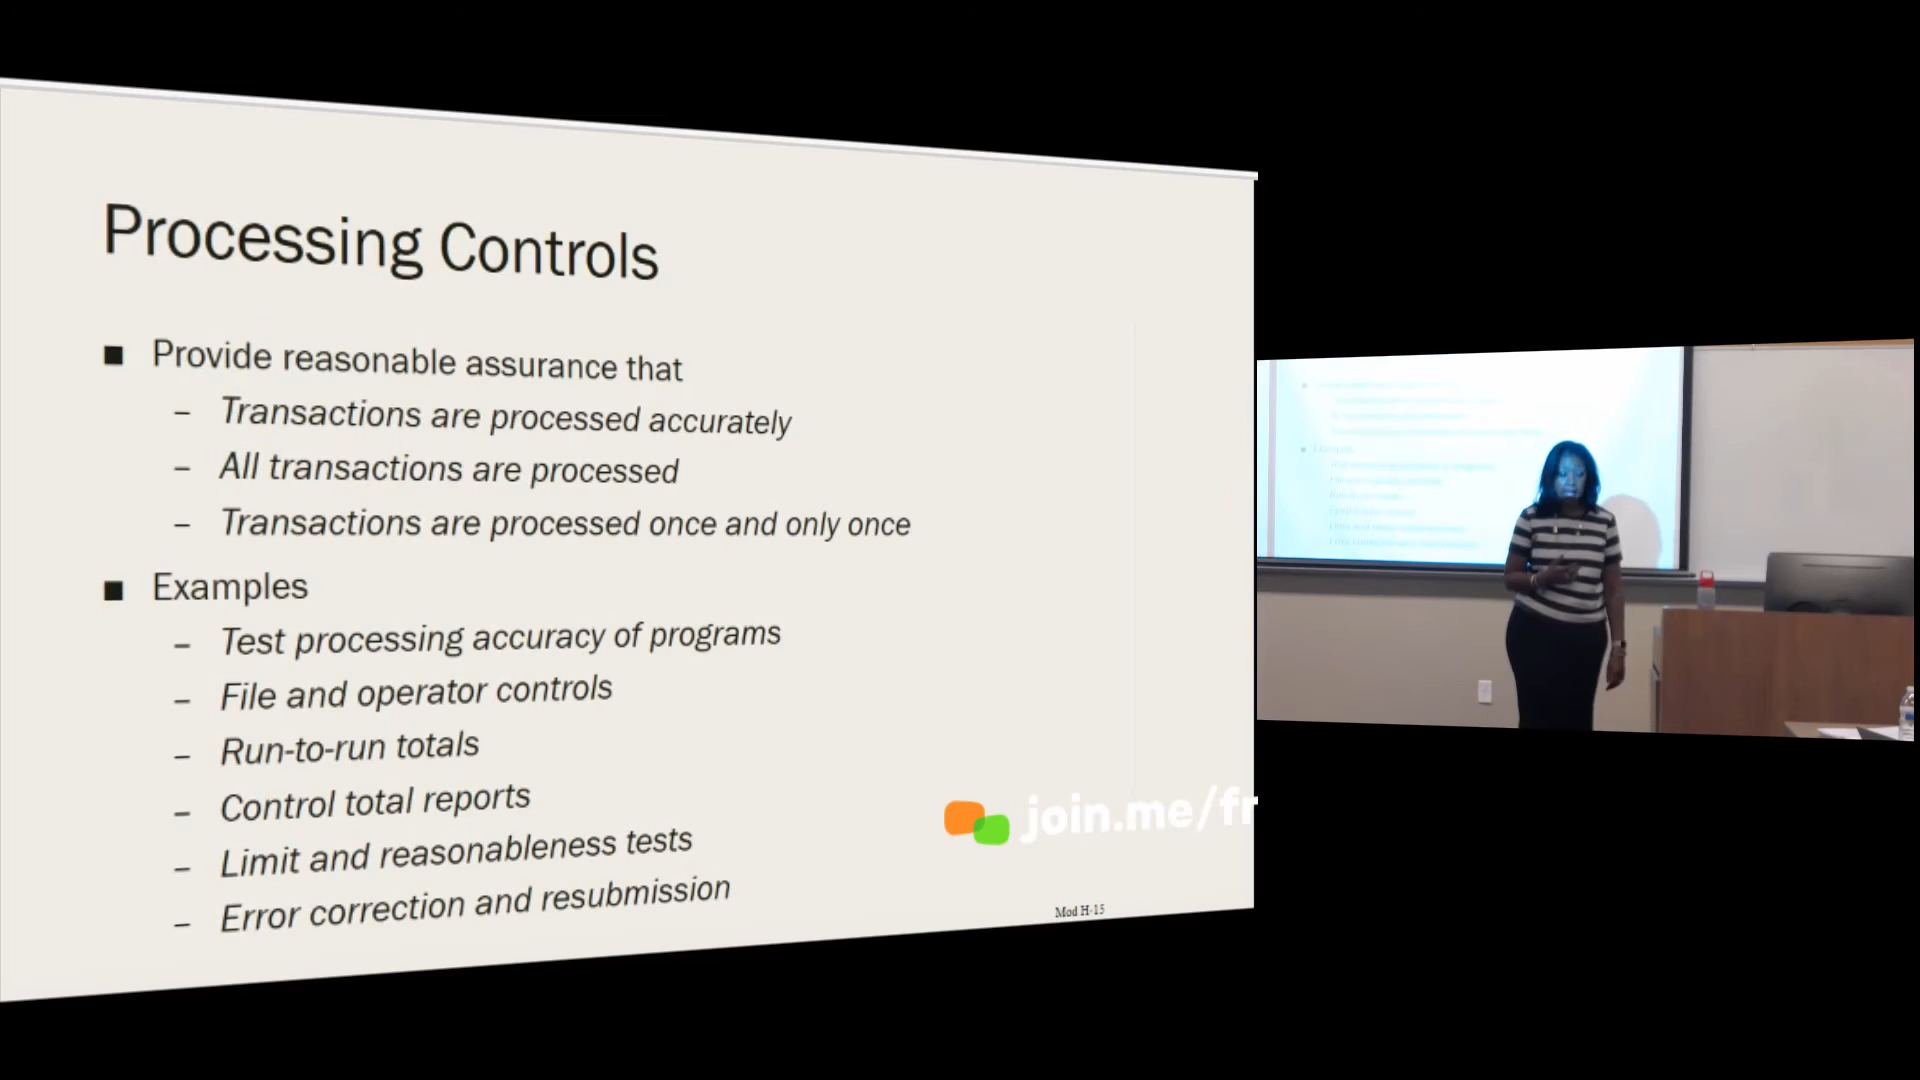 Processing Controls
■ Provide reasonable assurance that
– Transactions are processed accurately
– All transactions are processed
– Transactions are processed once and only once
■ Examples
– Test processing accuracy of programs
– File and operator controls
– Run-to-run totals
– Control total reports
– Limit and reasonableness tests
– Error correction and resubmission
join.me/fr
Mod H-15